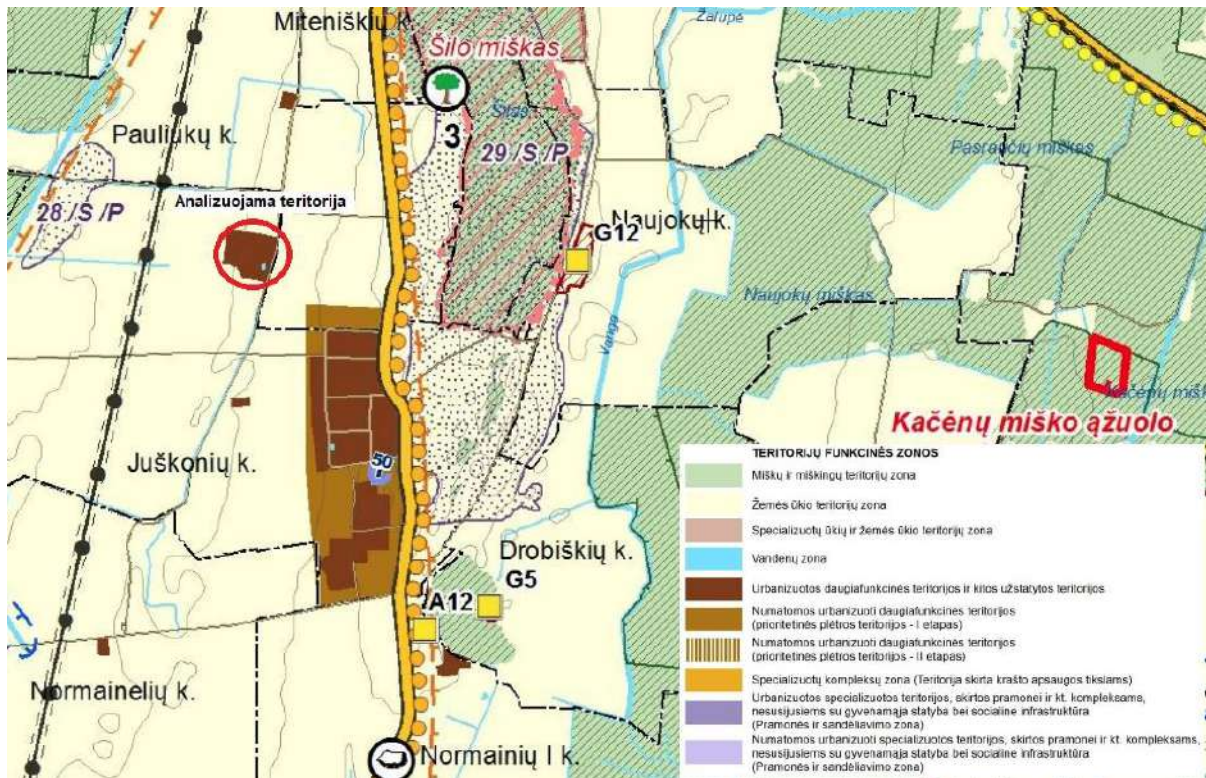 Miteniškių k.
Šilo miškas
Žalupė
Pauliukų k.
3
Šilas
29 /S /P
Pasraučių miškas
28 /S /P
Analizuojama teritorija
Naujokų k.
G12
Naujokų miškas
Vanga
Kačėnų miško ąžuolo
Juškonių k.
50
Drobiškių k.
G5
A12
Normainelių k.
Normainių I k.
TERITORIJŲ FUNKCINĖS ZONOS
Miškų ir miškingų teritorijų zona
Žemės ūkio teritorijų zona
Specializuotų ūkių ir žemės ūkio teritorijų zona
Vandenų zona
Urbanizuotos daugiafunkcinės teritorijos ir kitos užstatytos teritorijos
Numatomos urbanizuoti daugiafunkcinės teritorijos
(prioritetinės plėtros teritorijos - I etapas)
Numatomos urbanizuoti daugiafunkcinės teritorijos
(prioritetinės plėtros teritorijos - II etapas)
Specializuotų kompleksų zona (Teritorija skirta krašto apsaugos tikslams)
Urbanizuotos specializuotos teritorijos, skirtos pramonei ir kt. kompleksams,
nesusijusiems su gyvenamąja statyba bei socialine infrastruktūra
(Pramonės ir sandėliavimo zona)
Numatomos urbanizuoti specializuotos teritorijos, skirtos pramonei ir kt. kompleksams,
nesusijusiems su gyvenamąja statyba bei socialine infrastruktūra
(Pramonės ir sandėliavimo zona)